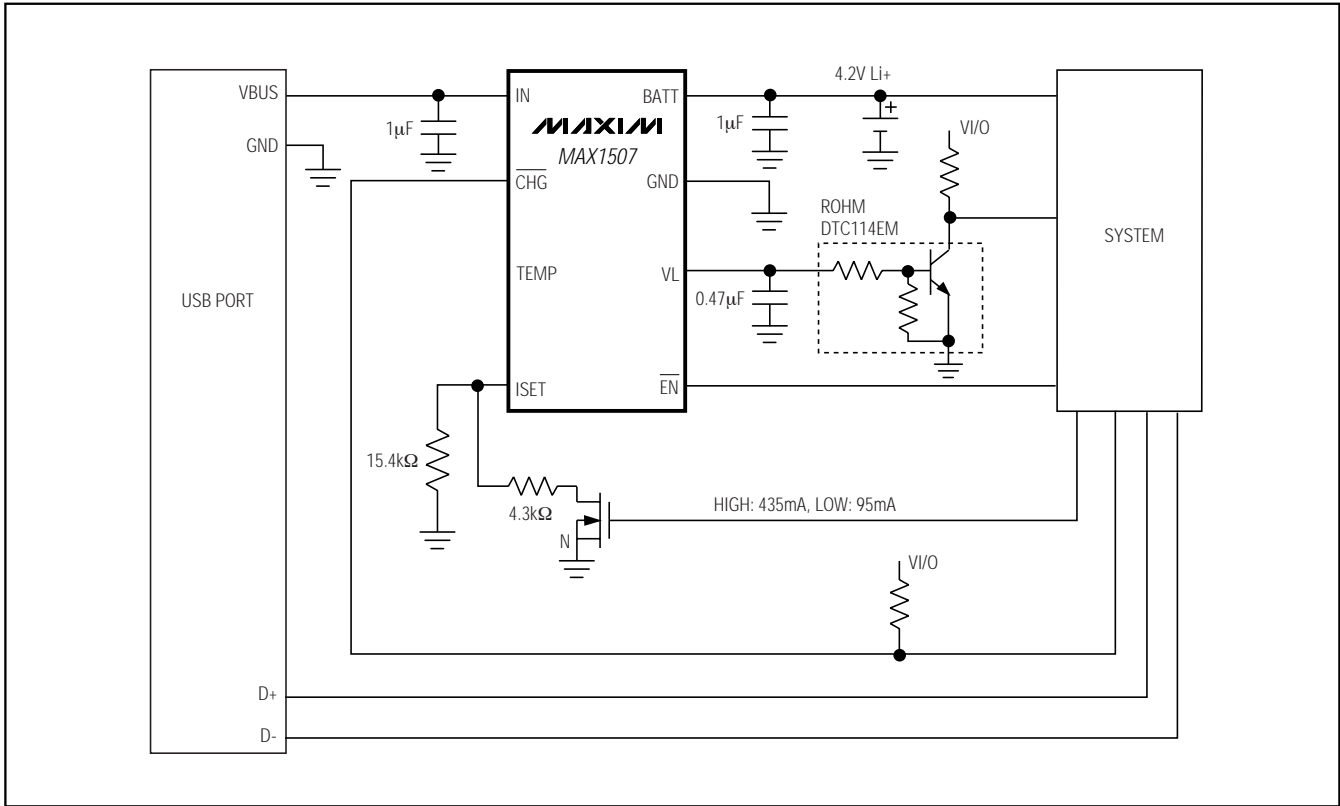 4.2V Li+
VBUS
IN
BATT
+
1μF
MAXIM
1μF
VI/O
GND
MAX1507
CHG
GND
ROHM
DTC114EM
SYSTEM
TEMP
VL
USB PORT
0.47μF
ISET
EN
15.4kΩ
4.3kΩ
HIGH: 435mA, LOW: 95mA
N
VI/O
D+
D-